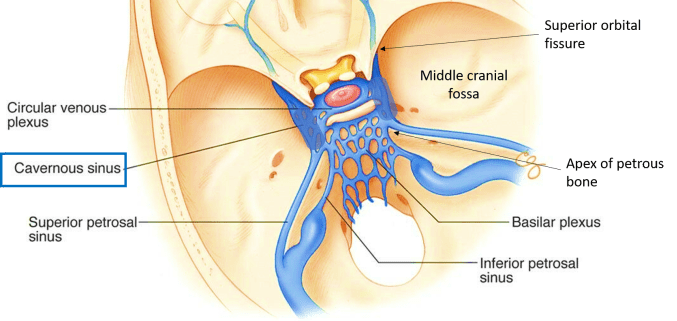 Superior orbital
fissure
Middle cranial
fossa
Circular venous
plexus
Cavernous sinus
Apex of petrous
bone
Superior petrosal
sinus
Basilar plexus
Inferior petrosal
sinus